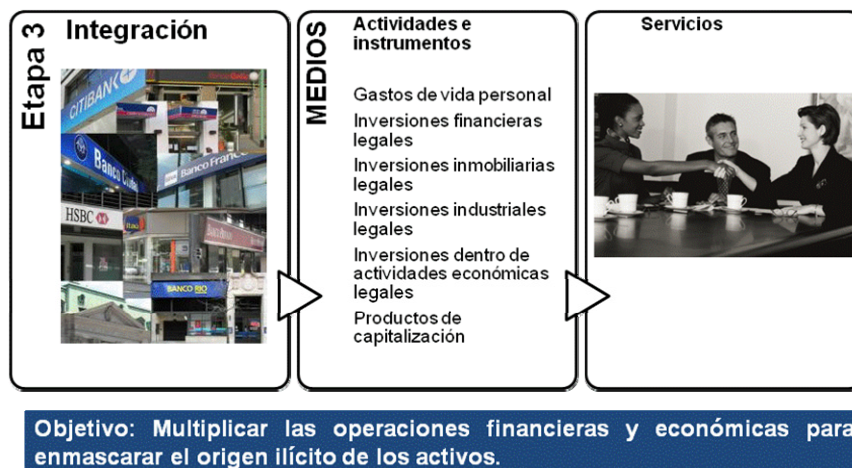 Etapa 3
Integración
CITIBANK
Banco Ciudad
Banco Francés
HSBC
BANCO RIO
MEDIOS
Actividades e
instrumentos
Gastos de vida personal
Inversiones financieras
legales
Inversiones inmobiliarias
legales
Inversiones industriales
legales
Inversiones dentro de
actividades económicas
legales
Productos de
capitalización
Servicios
Objetivo: Multiplicar las operaciones financieras y económicas para
enmascarar el origen ilícito de los activos.